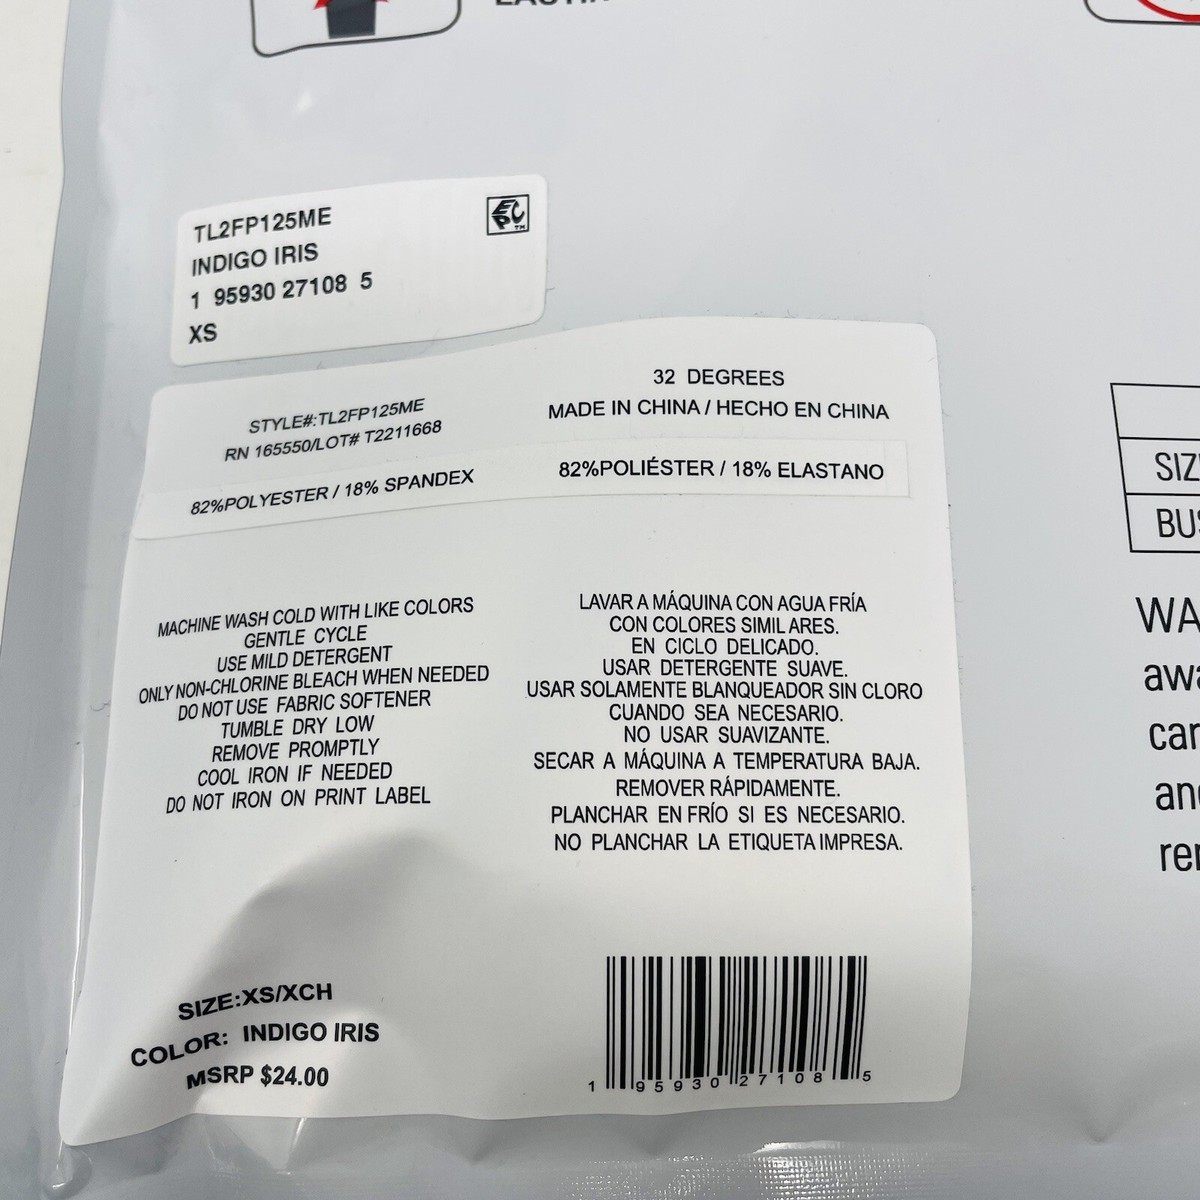 TL2FP125ME
INDIGO IRIS
1 95930 27108 5
XS
EPC™
STYLE#:TL2FP125ME
RN 165550/LOT# T2211668
82%POLYESTER / 18% SPANDEX
32 DEGREES
MADE IN CHINA / HECHO EN CHINA
82%POLIÉSTER / 18% ELASTANO
MACHINE WASH COLD WITH LIKE COLORS
GENTLE CYCLE
USE MILD DETERGENT
ONLY NON-CHLORINE BLEACH WHEN NEEDED
DO NOT USE FABRIC SOFTENER
TUMBLE DRY LOW
REMOVE PROMPTLY
COOL IRON IF NEEDED
DO NOT IRON ON PRINT LABEL
LAVAR A MÁQUINA CON AGUA FRÍA
CON COLORES SIMILARES.
EN CICLO DELICADO.
USAR DETERGENTE SUAVE.
USAR SOLAMENTE BLANQUEADOR SIN CLORO
CUANDO SEA NECESARIO.
NO USAR SUAVIZANTE.
SECAR A MÁQUINA A TEMPERATURA BAJA.
REMOVER RÁPIDAMENTE.
PLANCHAR EN FRÍO SI ES NECESARIO.
NO PLANCHAR LA ETIQUETA IMPRESA.
SIZE:XS/XCH
COLOR: INDIGO IRIS
MSRP $24.00
1 95930 27108 5